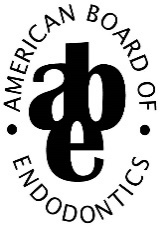 AMERICAN BOARD OF
abe
• ENDODONTICS •